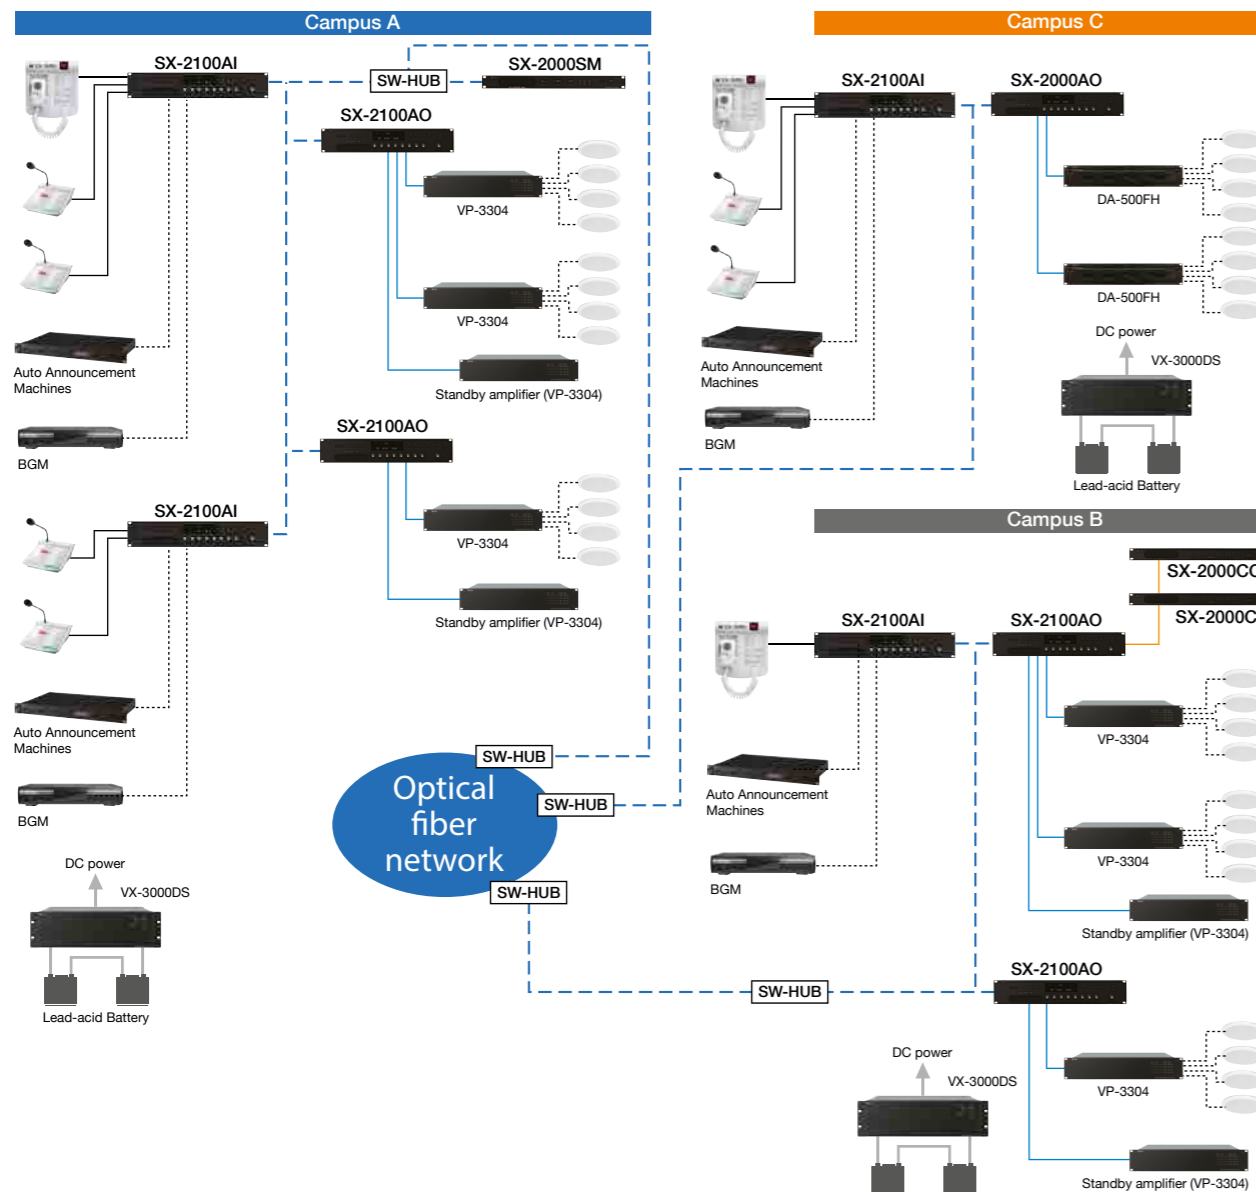 Campus A
SX-2100AI
SW-HUB
SX-2000SM
SX-2100AO
VP-3304
VP-3304
Auto Announcement
Machines
Standby amplifier (VP-3304)
BGM
SX-2100AO
SX-2100AI
VP-3304
Standby amplifier (VP-3304)
Auto Announcement
Machines
BGM
DC power
VX-3000DS
Lead-acid Battery
SW-HUB
Optical
fiber
network
SW-HUB
SW-HUB
SW-HUB
Campus C
SX-2100AI
SX-2000AO
DA-500FH
DA-500FH
Auto Announcement
Machines
BGM
DC power
VX-3000DS
Lead-acid Battery
Campus B
SX-2000CO
SX-2000C
SX-2100AI
SX-2100AO
VP-3304
Auto Announcement
Machines
VP-3304
BGM
Standby amplifier (VP-3304)
SX-2100AO
VP-3304
DC power
VX-3000DS
Standby amplifier (VP-3304)